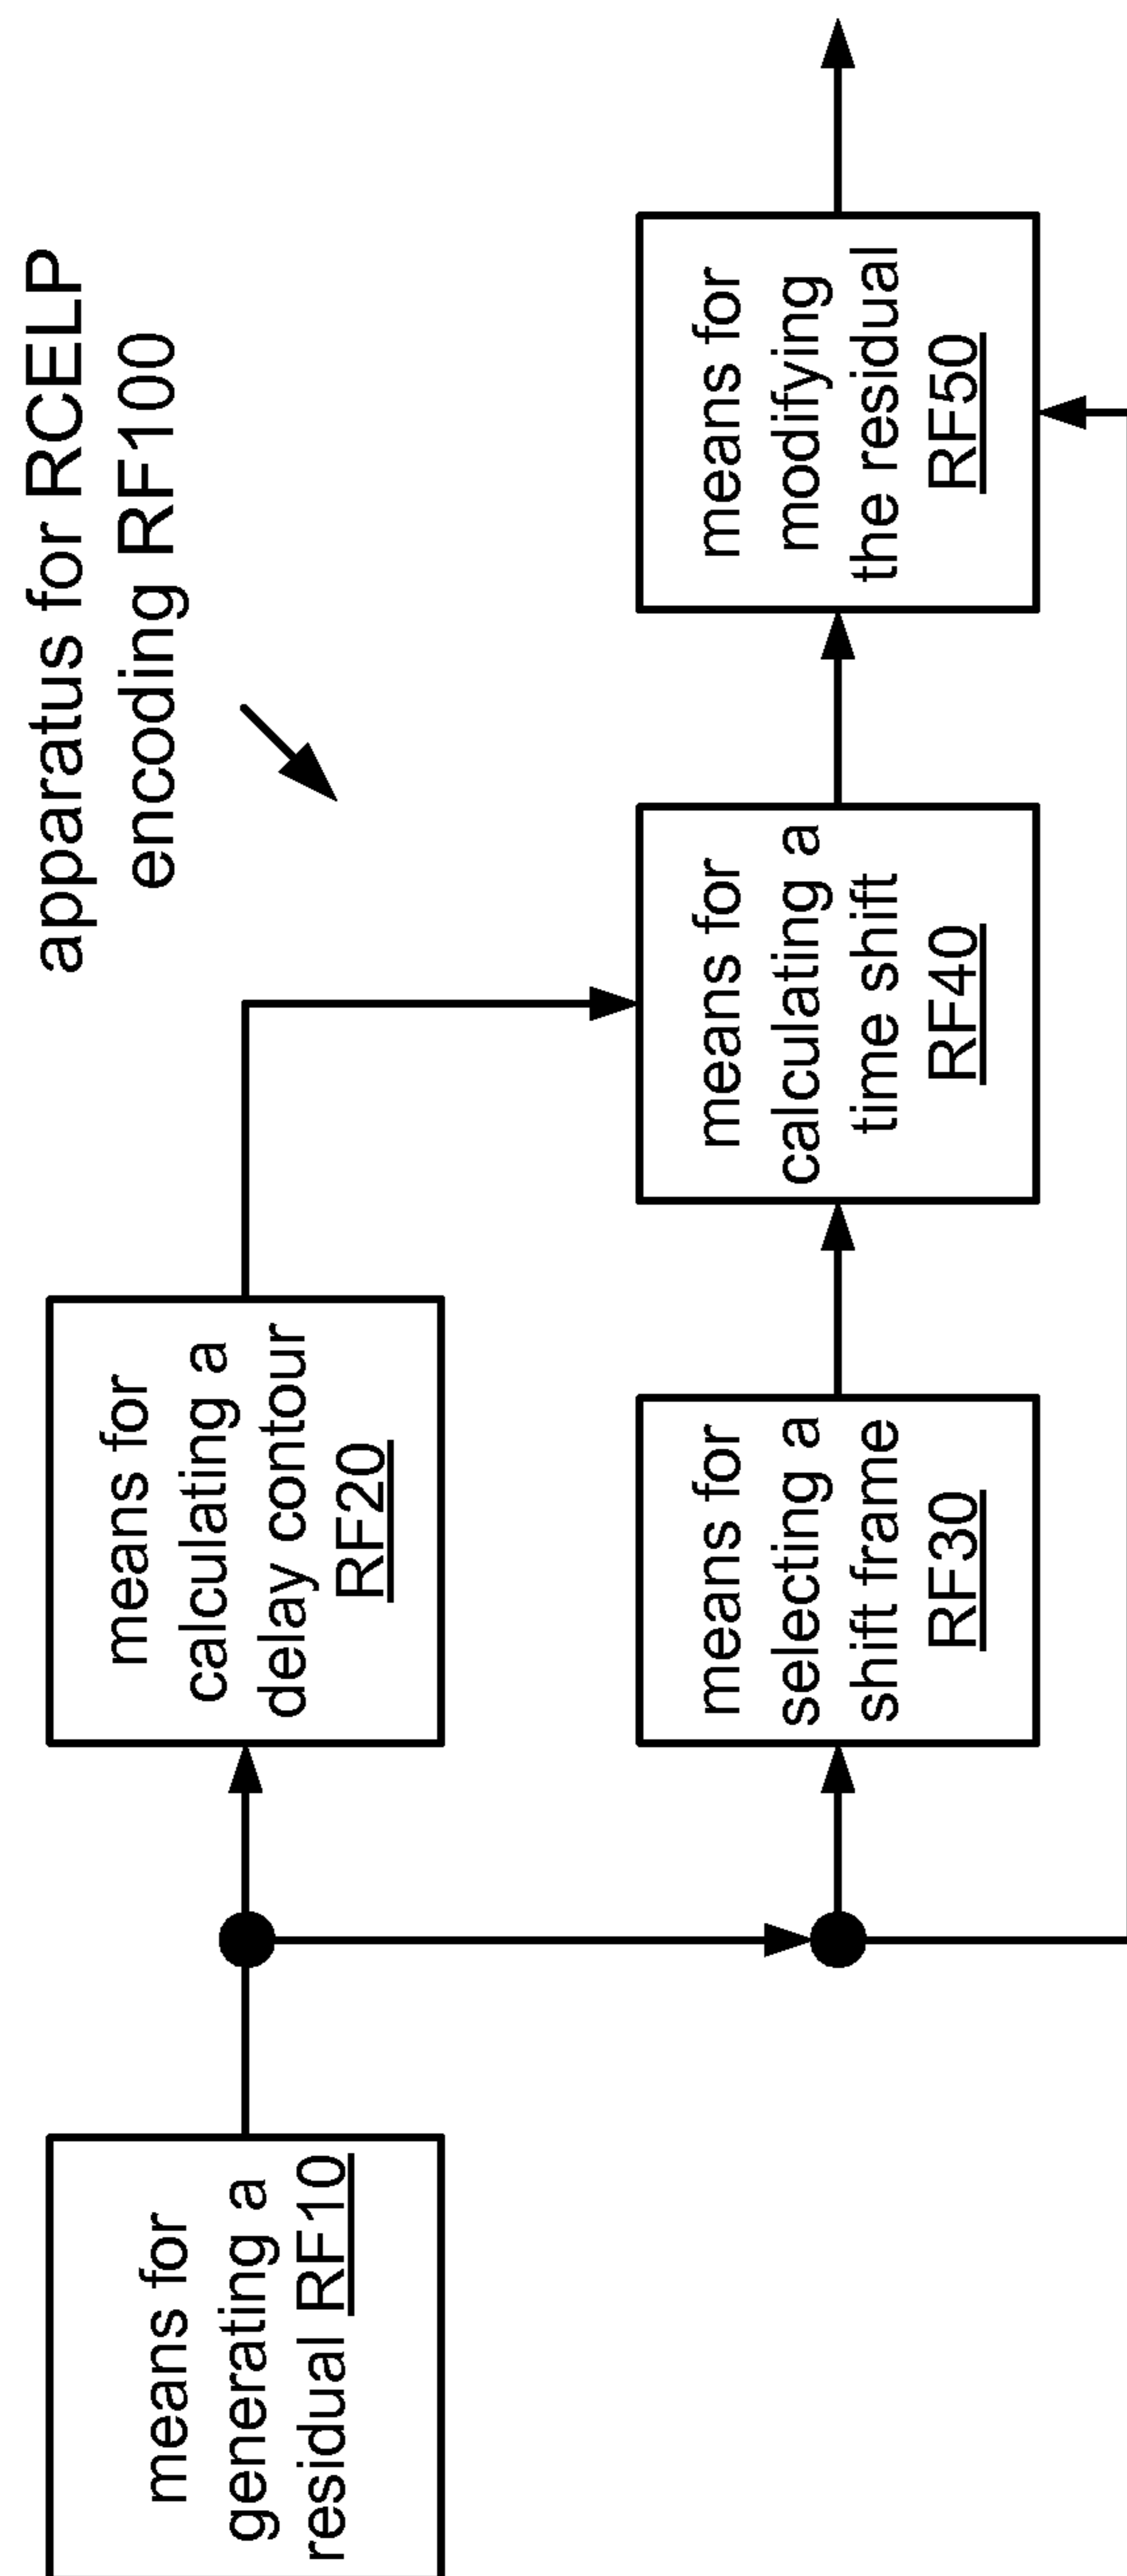 apparatus for RCELP
encoding RF100
means for
generating a
residual RF10
means for
calculating a
delay contour
RF20
means for
selecting a
shift frame
RF30
means for
calculating a
time shift
RF40
means for
modifying
the residual
RF50